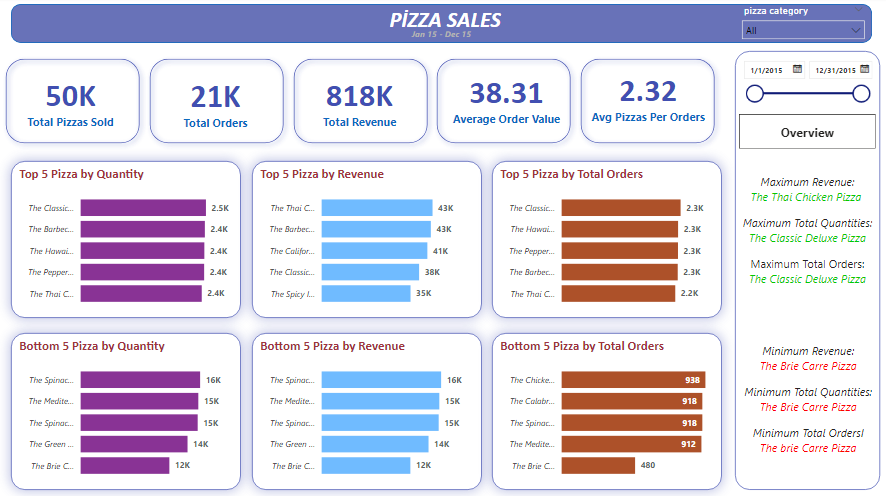 PİZZA SALES
Jan 15 - Dec 15
pizza category
All
50K
Total Pizzas Sold
21K
Total Orders
818K
Total Revenue
38.31
Average Order Value
2.32
Avg Pizzas Per Orders
1/1/2015
12/31/2015
Overview
Top 5 Pizza by Quantity
The Classic...
2.5K
The Barbec...
2.4K
The Hawai...
2.4K
The Pepper...
2.4K
The Thai C...
2.4K
Top 5 Pizza by Revenue
The Thai C...
43K
The Barbec...
43K
The Califor...
41K
The Classic...
38K
The Spicy I...
35K
Top 5 Pizza by Total Orders
The Classic...
2.3K
The Hawai...
2.3K
The Pepper...
2.3K
The Barbec...
2.3K
The Thai C...
2.2K
Maximum Revenue:
The Thai Chicken Pizza
Maximum Total Quantities:
The Classic Deluxe Pizza
Maximum Total Orders:
The Classic Deluxe Pizza
Bottom 5 Pizza by Quantity
The Spinac...
16K
The Medite...
15K
The Spinac...
15K
The Green ...
14K
The Brie C...
12K
Bottom 5 Pizza by Revenue
The Spinac...
16K
The Medite...
15K
The Spinac...
15K
The Green ...
14K
The Brie C...
12K
Bottom 5 Pizza by Total Orders
The Chicke...
938
The Calabr...
918
The Spinac...
918
The Medite...
912
The Brie C...
480
Minimum Revenue:
The Brie Carre Pizza
Minimum Total Quantities:
The Brie Carre Pizza
Minimum Total Orders!
The brie Carre Pizza